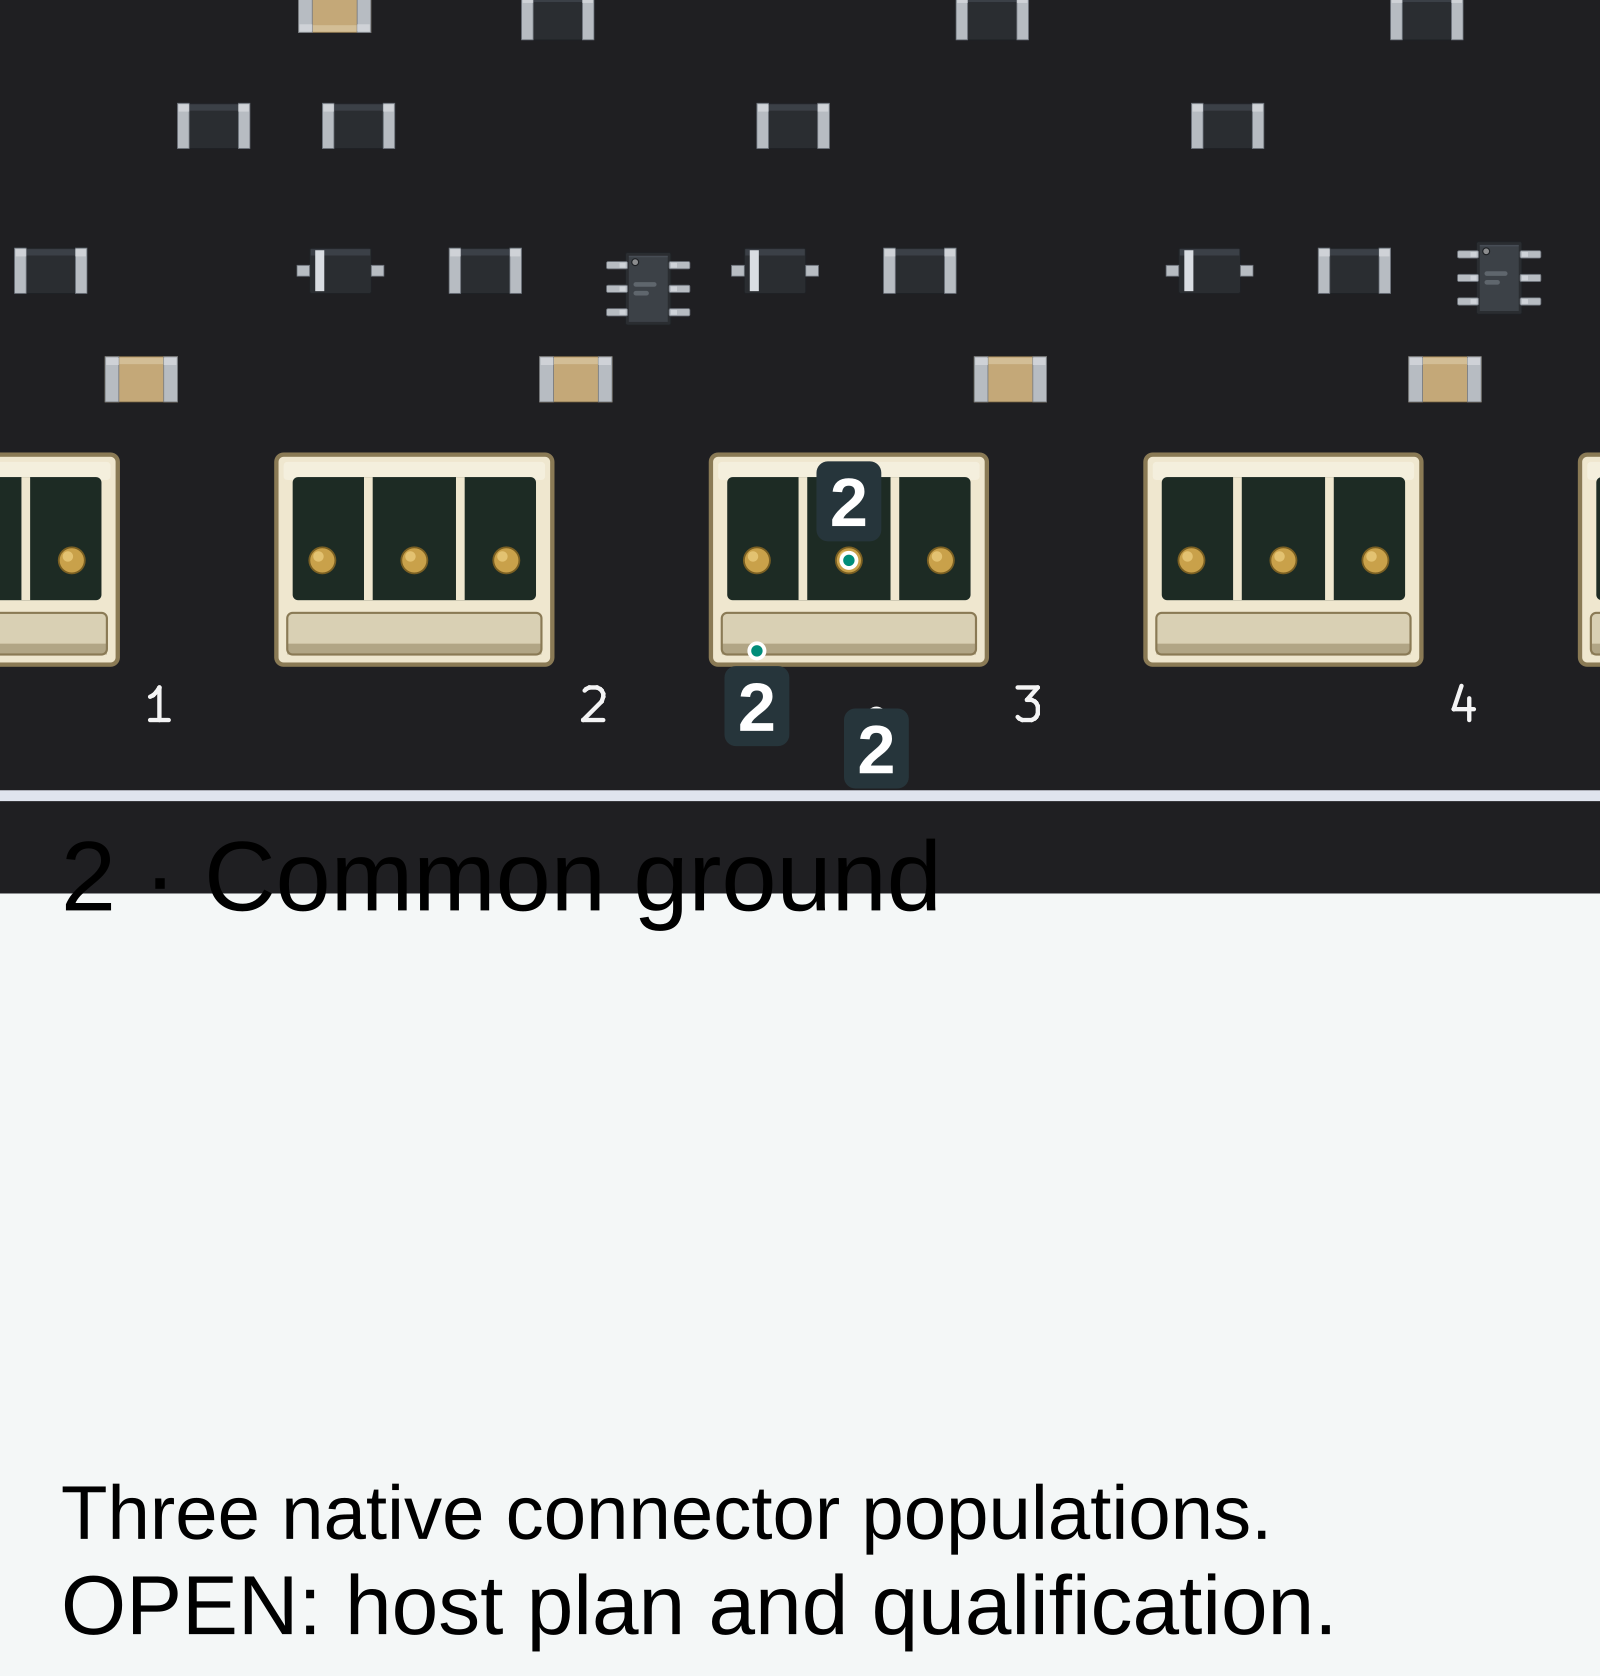 2
1 2 3 4
2
2
2 · Common ground
Three native connector populations.
OPEN: host plan and qualification.